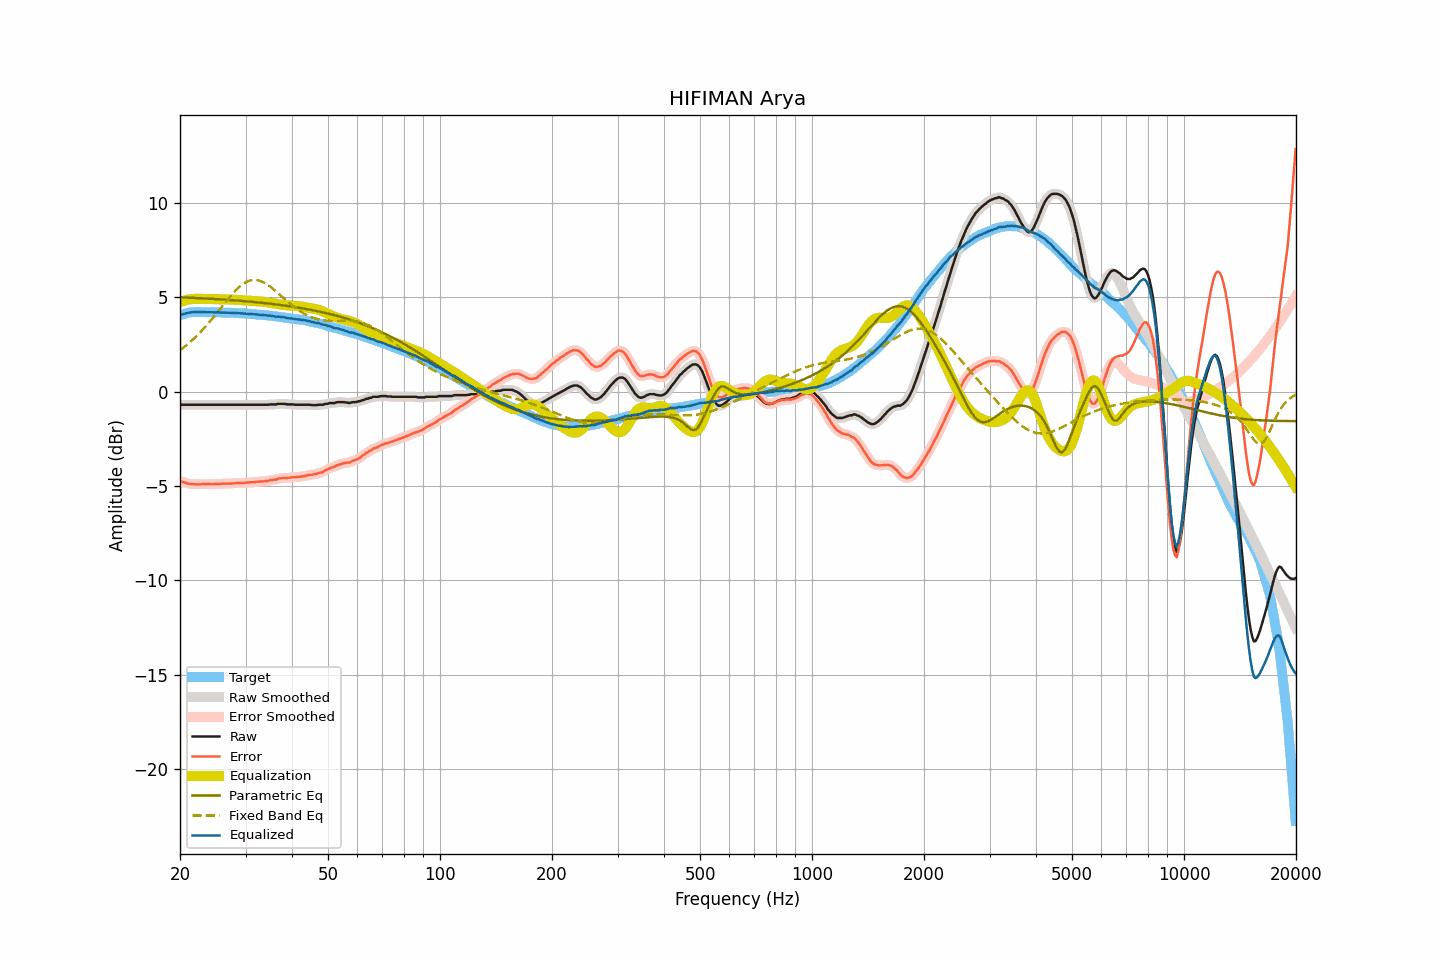 HIFIMAN Arya
Amplitude (dBr)
10
5
0
−5
−10
−15
−20
Target
Raw Smoothed
Error Smoothed
Raw
Error
Equalization
Parametric Eq
Fixed Band Eq
Equalized
20 50 100 200 500 1000 2000 5000 10000 20000
Frequency (Hz)